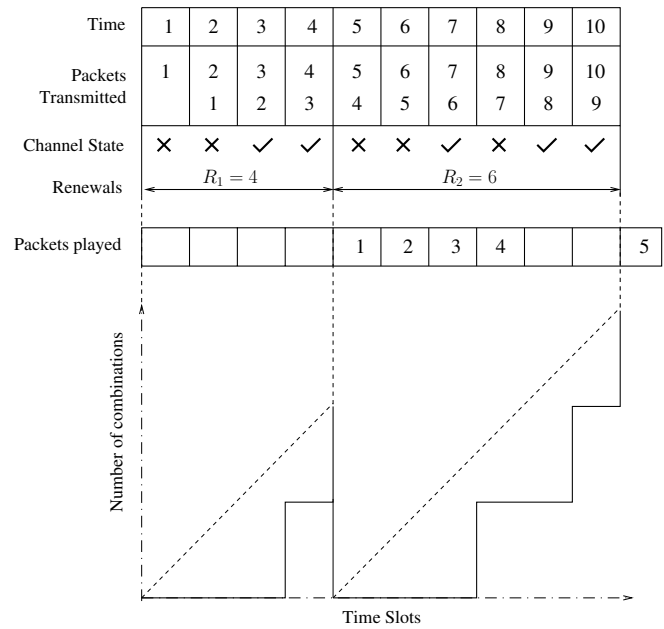 Time 1 2 3 4 5 6 7 8 9 10
Packets Transmitted 1 2 3 4 5 6 7 8 9 10
1 2 3 4 5 6 7 8 9
Channel State × × ✓ ✓ × × ✓ × ✓ ✓
Renewals R₁ = 4 R₂ = 6
Packets played 1 2 3 4 5
Number of combinations
Time Slots